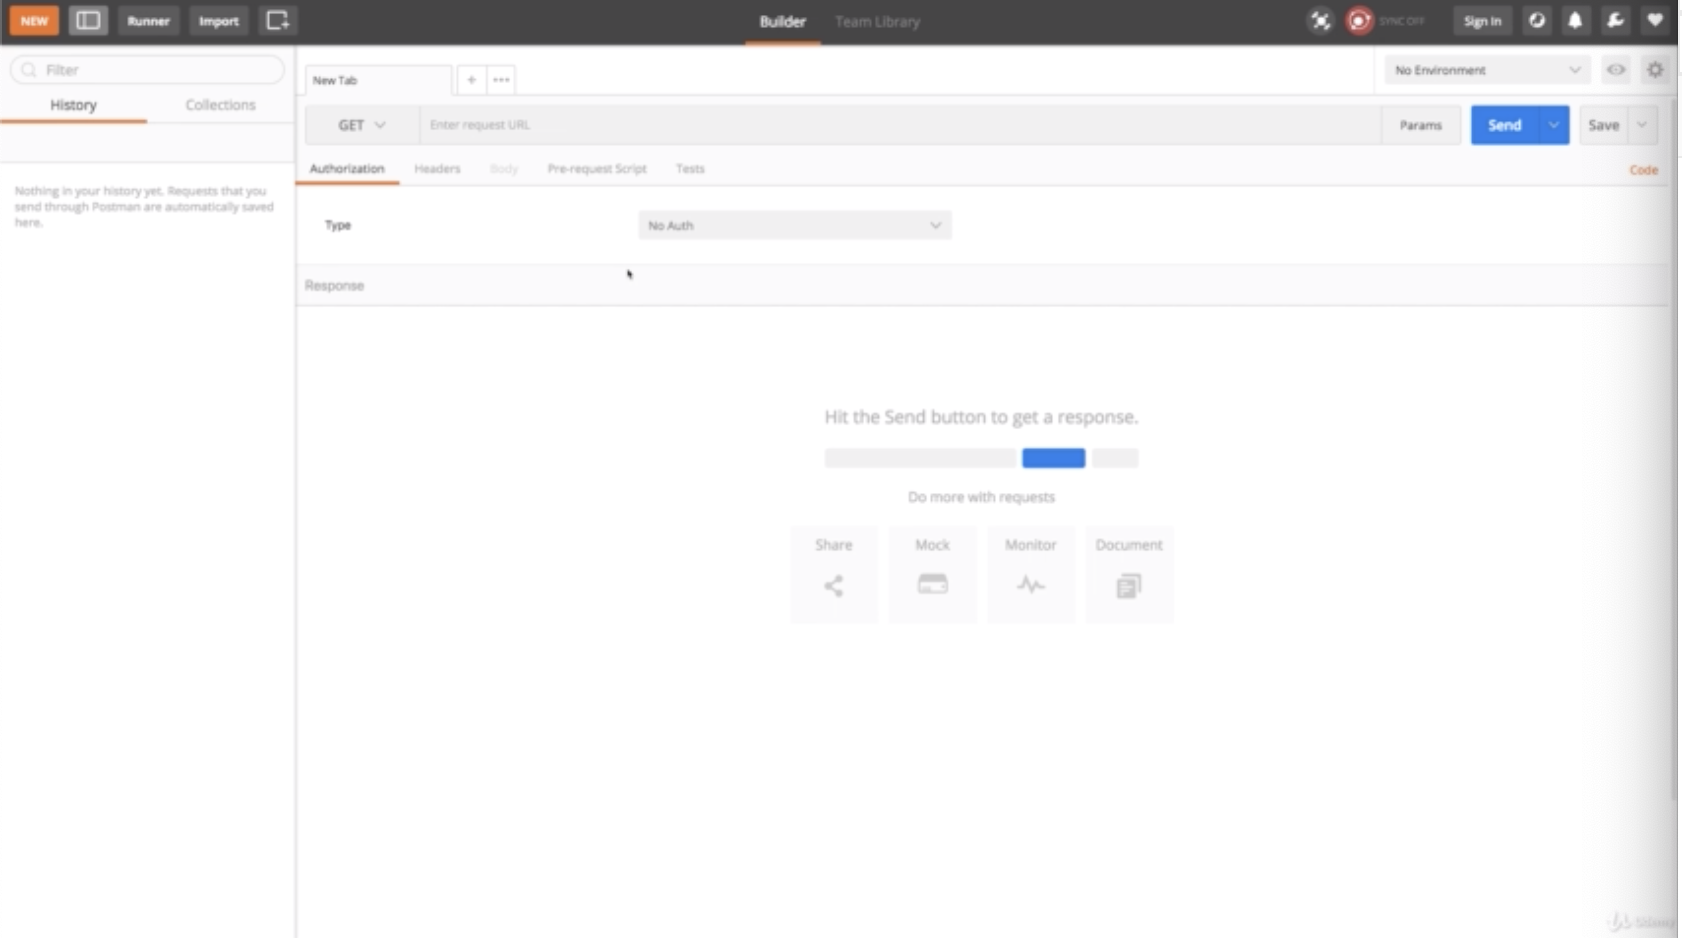 NEW
Runner
Import
Builder
Team Library
SYNC OFF
Sign In
Filter
History
Collections
Nothing in your history yet. Requests that you
send through Postman are automatically saved
here.
New Tab
No Environment
GET
Enter request URL
Params
Send
Save
Authorization
Headers
Body
Pre-request Script
Tests
Code
Type
No Auth
Response
Hit the Send button to get a response.
Do more with requests
Share
Mock
Monitor
Document
Udemy